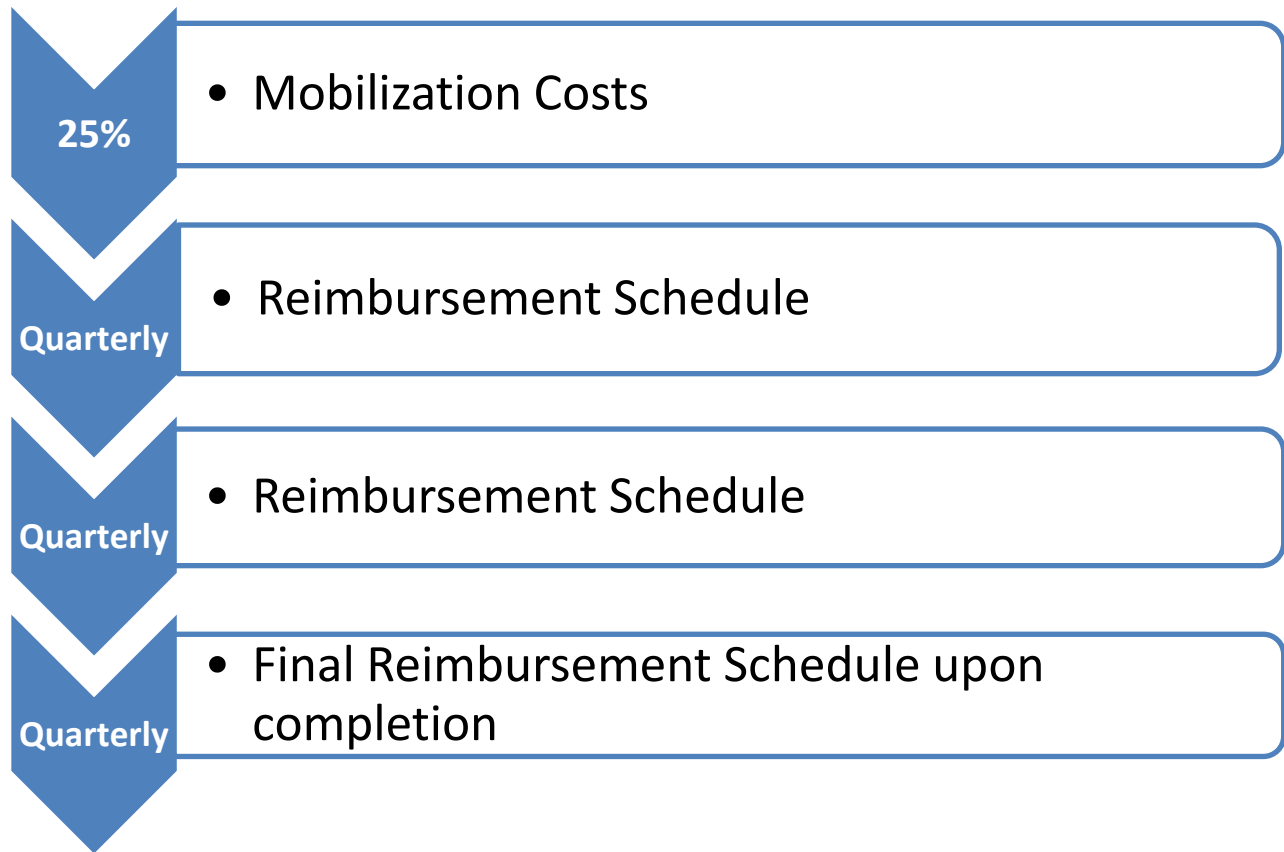 25%
• Mobilization Costs
Quarterly
• Reimbursement Schedule
Quarterly
• Reimbursement Schedule
Quarterly
• Final Reimbursement Schedule upon
completion